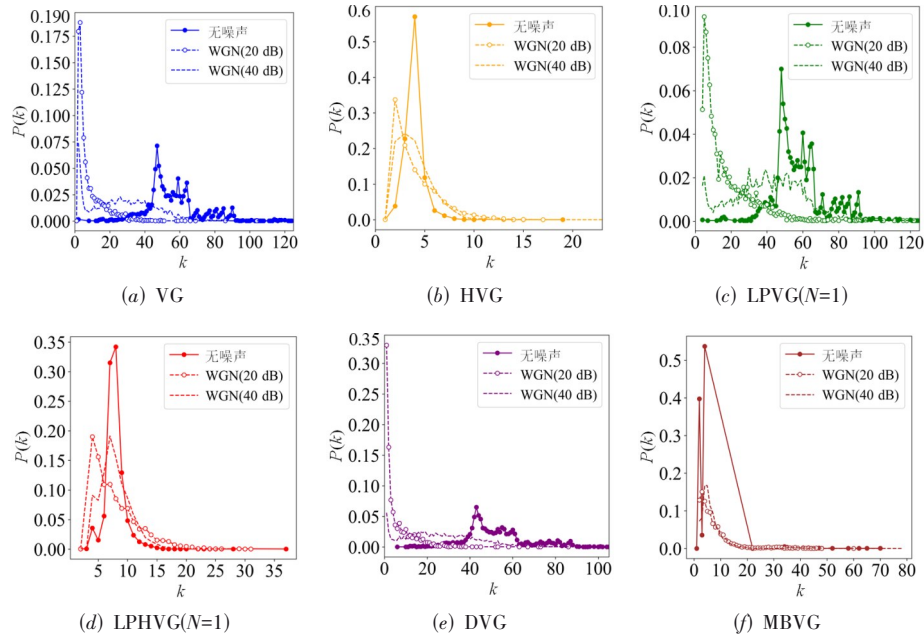 0.190
0.175
0.150
0.125
0.100
0.075
0.050
0.025
0.000
P(k)
0 20 40 60 80 100 120
k
无噪声
WGN(20 dB)
WGN(40 dB)
(a) VG
0.6
0.5
0.4
0.3
0.2
0.1
0.0
P(k)
0 5 10 15 20
k
无噪声
WGN(20 dB)
WGN(40 dB)
(b) HVG
0.10
0.08
0.06
0.04
0.02
0.00
P(k)
0 20 40 60 80 100 120
k
无噪声
WGN(20 dB)
WGN(40 dB)
(c) LPVG(N=1)
0.35
0.30
0.25
0.20
0.15
0.10
0.05
0.00
P(k)
5 10 15 20 25 30 35
k
无噪声
WGN(20 dB)
WGN(40 dB)
(d) LPHVG(N=1)
0.35
0.30
0.25
0.20
0.15
0.10
0.05
0.00
P(k)
0 20 40 60 80 100
k
无噪声
WGN(20 dB)
WGN(40 dB)
(e) DVG
0.5
0.4
0.3
0.2
0.1
0.0
P(k)
0 10 20 30 40 50 60 70 80
k
无噪声
WGN(20 dB)
WGN(40 dB)
(f) MBVG